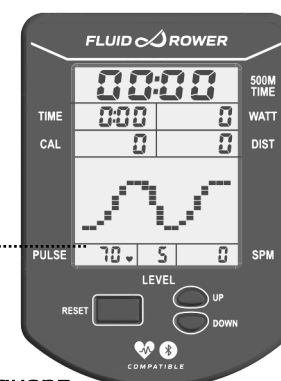 FLUID ROWER
00:00 500M TIME
TIME 0:00 0 WATT
CAL 0 0 DIST
PULSE 70 5 0 SPM
LEVEL
RESET UP
DOWN
COMPATIBLE